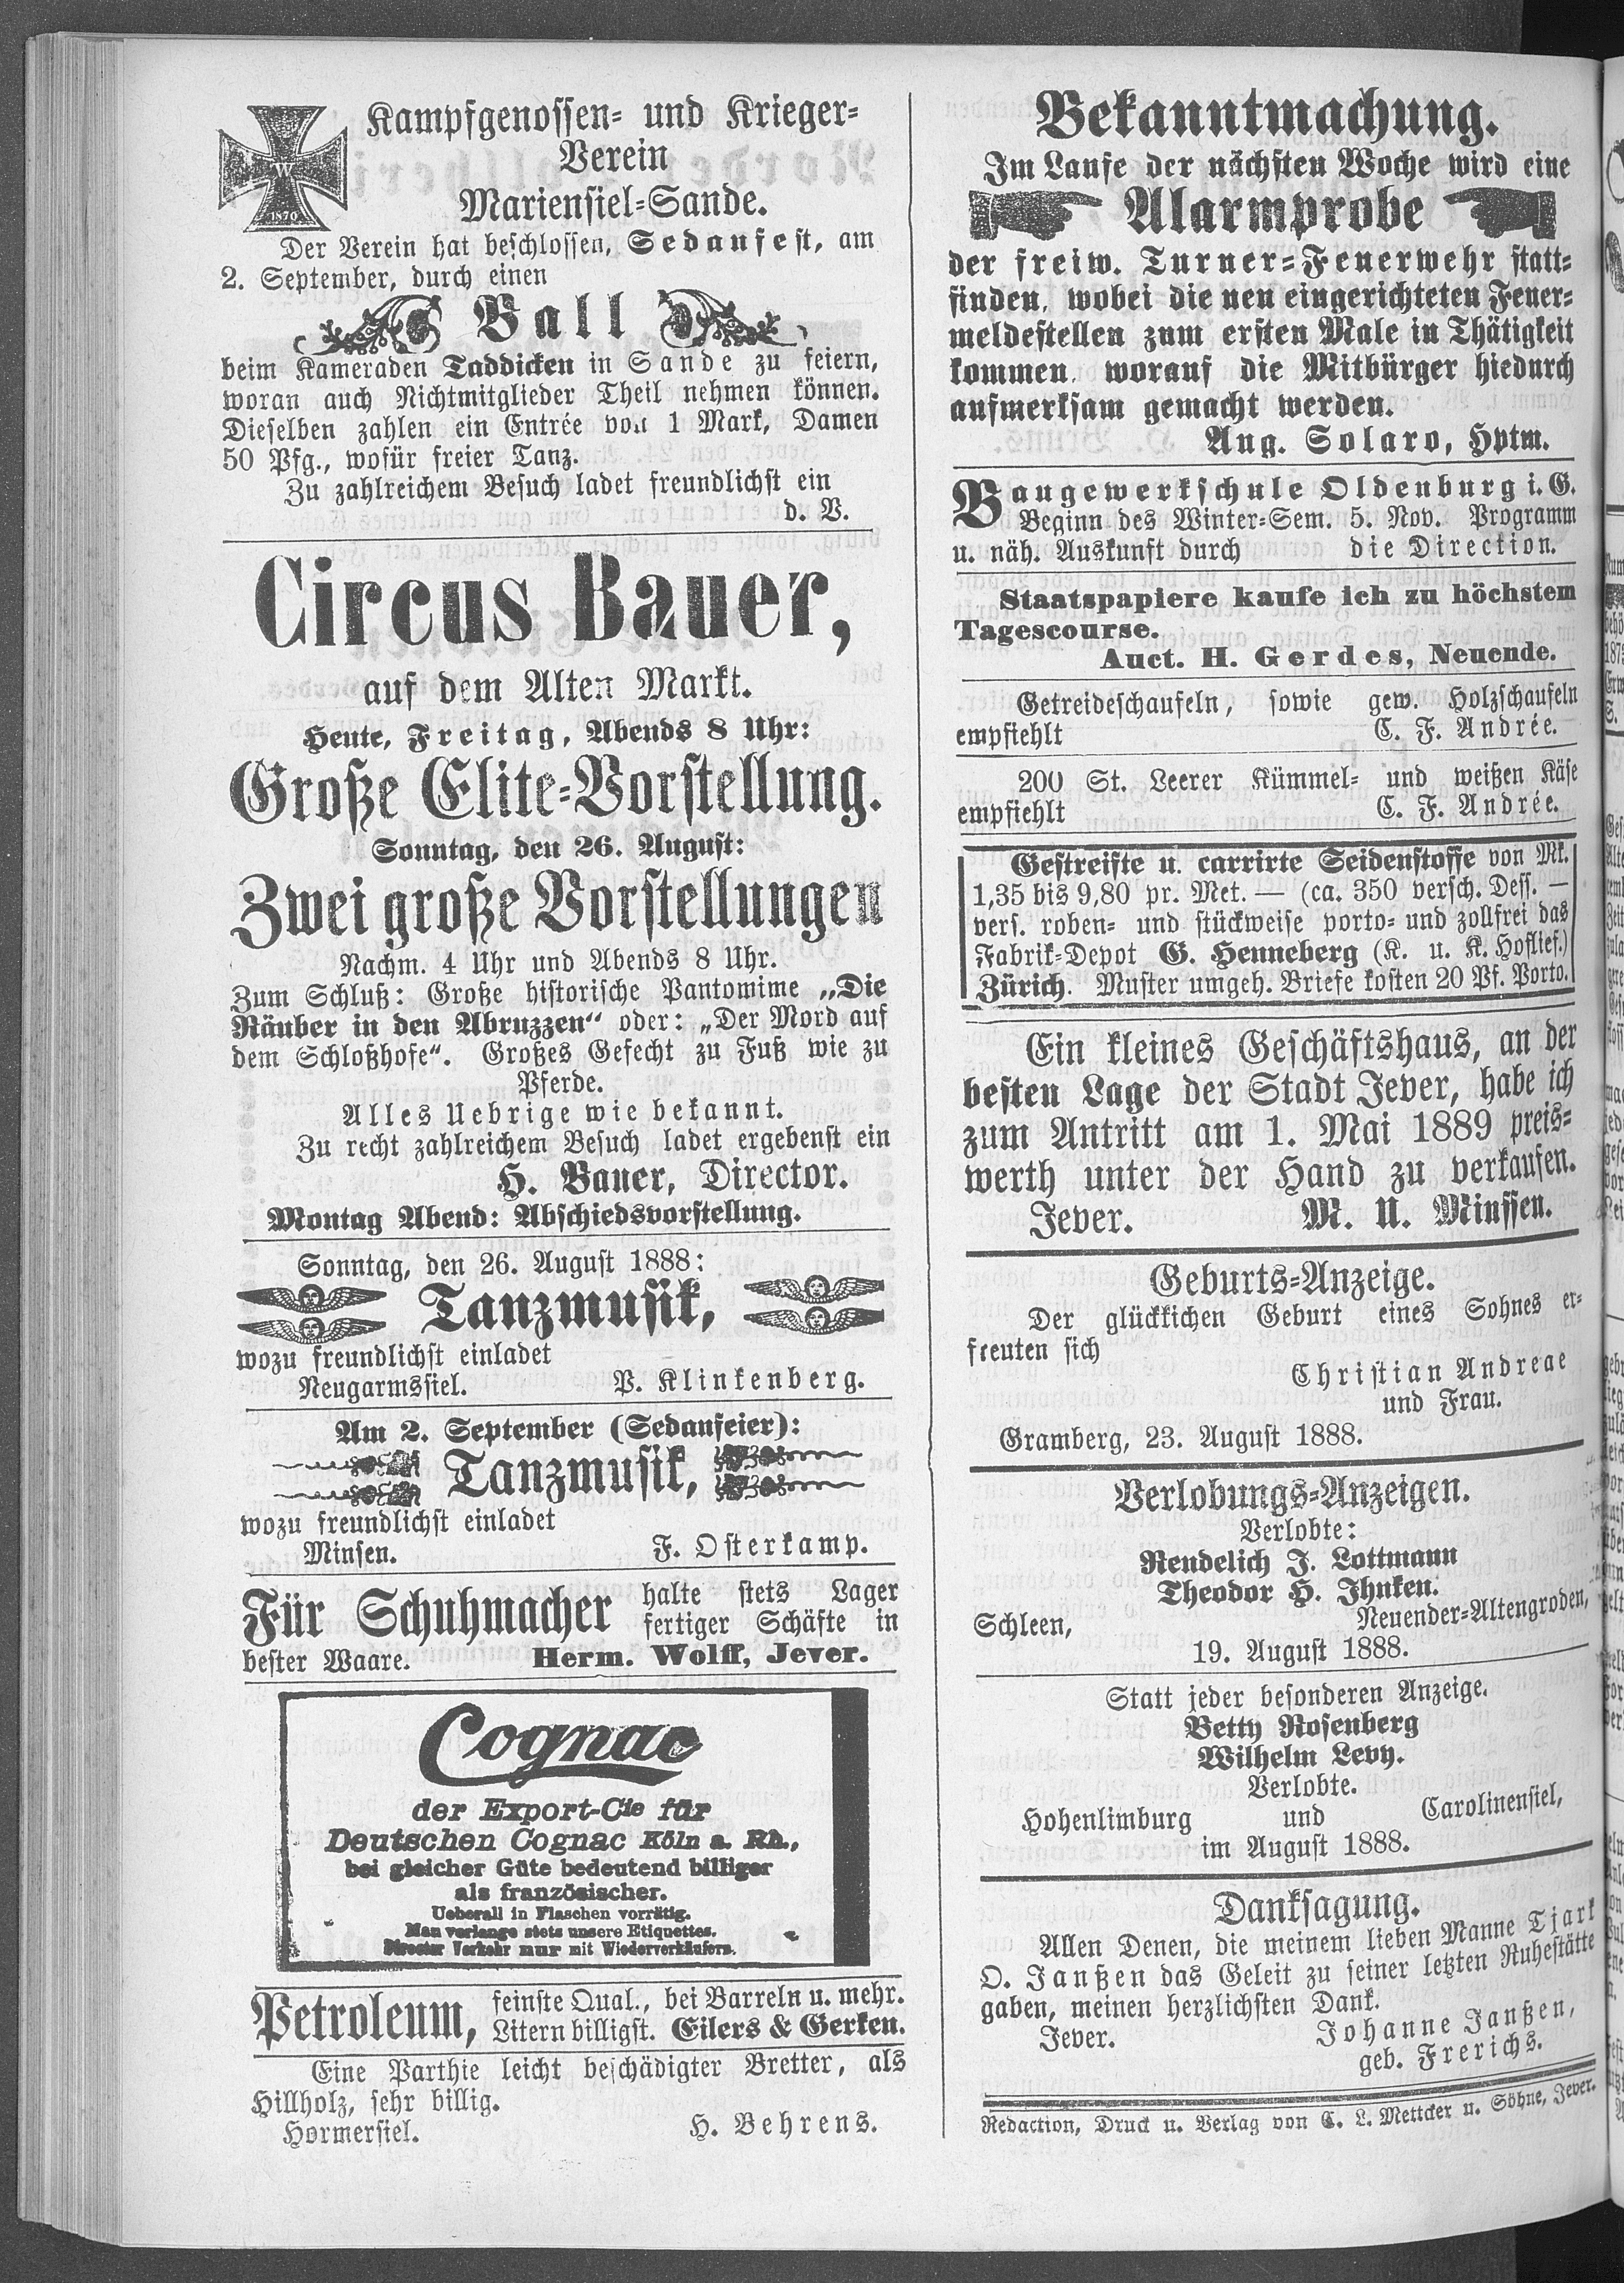 W
1870
Kampfgenossen- und Krieger-
Verein
Mariensiel-Sande.
Der Verein hat beschlossen, Sedanfest, am
2. September, durch einen
Ball
beim Kameraden Taddicken in Sande zu feiern,
woran auch Nichtmitglieder Theil nehmen können.
Dieselben zahlen ein Entrée von 1 Mark, Damen
50 Pfg., wofür freier Tanz.
Zu zahlreichem Besuch ladet freundlichst ein
d. V.
Circus Bauer,
auf dem Alten Markt.
Heute, Freitag, Abends 8 Uhr:
Große Elite-Vorstellung.
Sonntag, den 26. August:
Zwei große Vorstellungen
Nachm. 4 Uhr und Abends 8 Uhr.
Zum Schluß: Große historische Pantomime „Die
Räuber in den Abruzzen“ oder: „Der Mord auf
dem Schloßhofe“. Großes Gefecht zu Fuß wie zu
Pferde.
Alles Uebrige wie bekannt.
Zu recht zahlreichem Besuch ladet ergebenst ein
H. Bauer, Director.
Montag Abend: Abschiedsvorstellung.
Sonntag, den 26. August 1888:
Tanzmusik,
wozu freundlichst einladet
Neugarmssiel. P. Klinkenberg.
Am 2. September (Sedanfeier):
Tanzmusik,
wozu freundlichst einladet
Minsen. F. Osterkamp.
Für Schuhmacher halte stets Lager
fertiger Schäfte in
bester Waare. Herm. Wolff, Jever.
Cognac
der Export-Cie für
Deutschen Cognac Köln a. Rh.,
bei gleicher Güte bedeutend billiger
als französischer.
Ueberall in Flaschen vorrätig.
Man verlange stets unsere Etiquettes.
Directer Verkehr nur mit Wiederverkäufern.
Petroleum, feinste Qual., bei Barreln u. mehr.
Litern billigst. Eilers & Gerken.
Eine Parthie leicht beschädigter Bretter, als
Hillholz, sehr billig.
Hormersiel. H. Behrens.
Bekanntmachung.
Im Laufe der nächsten Woche wird eine
Alarmprobe
der freiw. Turner-Feuerwehr statt-
finden, wobei die neu eingerichteten Feuer-
meldestellen zum ersten Male in Thätigkeit
kommen, worauf die Mitbürger hiedurch
aufmerksam gemacht werden.
Aug. Solaro, Hptm.
Baugewerkschule Oldenburg i. G.
Beginn des Winter-Sem. 5. Nov. Programm
u. näh. Auskunft durch die Direction.
Staatspapiere kaufe ich zu höchstem
Tagescourse.
Auct. H. Gerdes, Neuende.
Getreideschaufeln, sowie gew. Holzschaufeln
empfiehlt C. F. Andrée.
200 St. Leerer Kümmel- und weißen Käse
empfiehlt C. F. Andrée.
Gestreifte u. carrirte Seidenstoffe von Mk.
1,35 bis 9,80 pr. Met. — (ca. 350 versch. Dess. —
vers. roben- und stückweise porto- und zollfrei das
Fabrik-Depot G. Henneberg (K. u. K. Hoflief.)
Zürich. Muster umgeh. Briefe kosten 20 Pf. Porto.
Ein kleines Geschäftshaus, an der
besten Lage der Stadt Jever, habe ich
zum Antritt am 1. Mai 1889 preis-
werth unter der Hand zu verkaufen.
Jever. M. U. Minssen.
Geburts-Anzeige.
Der glücklichen Geburt eines Sohnes er-
freuten sich
Christian Andreae
und Frau.
Gramberg, 23. August 1888.
Verlobungs-Anzeigen.
Verlobte:
Rendelich J. Lottmann
Theodor H. Ihnken.
Schleen, Neuender-Altengroden,
19. August 1888.
Statt jeder besonderen Anzeige.
Betty Rosenberg
Wilhelm Levy.
Verlobte.
Hohenlimburg und Carolinensiel,
im August 1888.
Danksagung.
Allen Denen, die meinem lieben Manne Tjark
O. Janßen das Geleit zu seiner letzten Ruhestätte
gaben, meinen herzlichsten Dank.
Jever. Johanne Janßen,
geb. Frerichs.
Redaction, Druck u. Verlag von C. L. Mettcker u. Söhne, Jever.